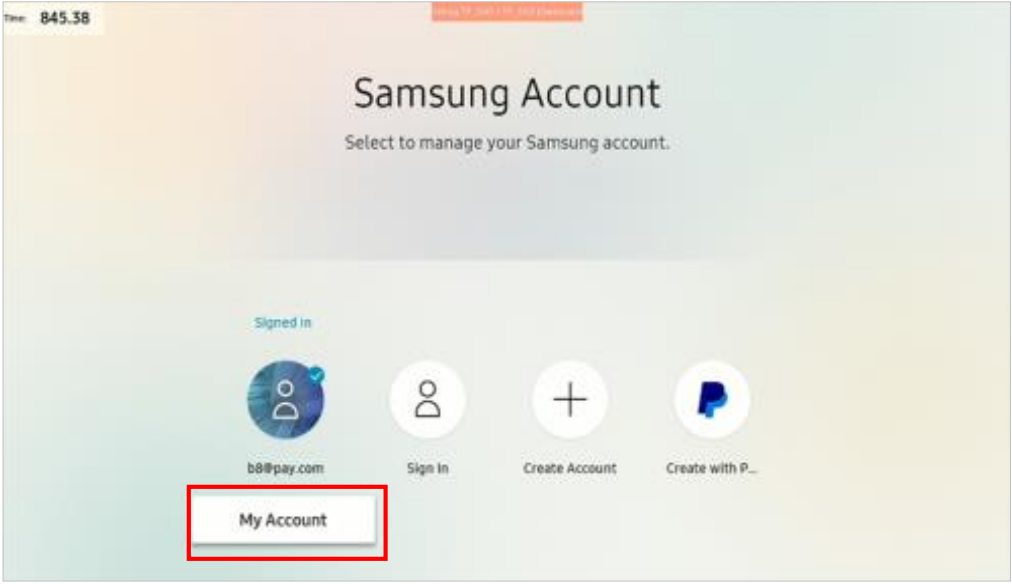 Time: 845.38
Samsung Account
Select to manage your Samsung account.
Signed in
b8@pay.com
Sign In
Create Account
Create with P...
My Account